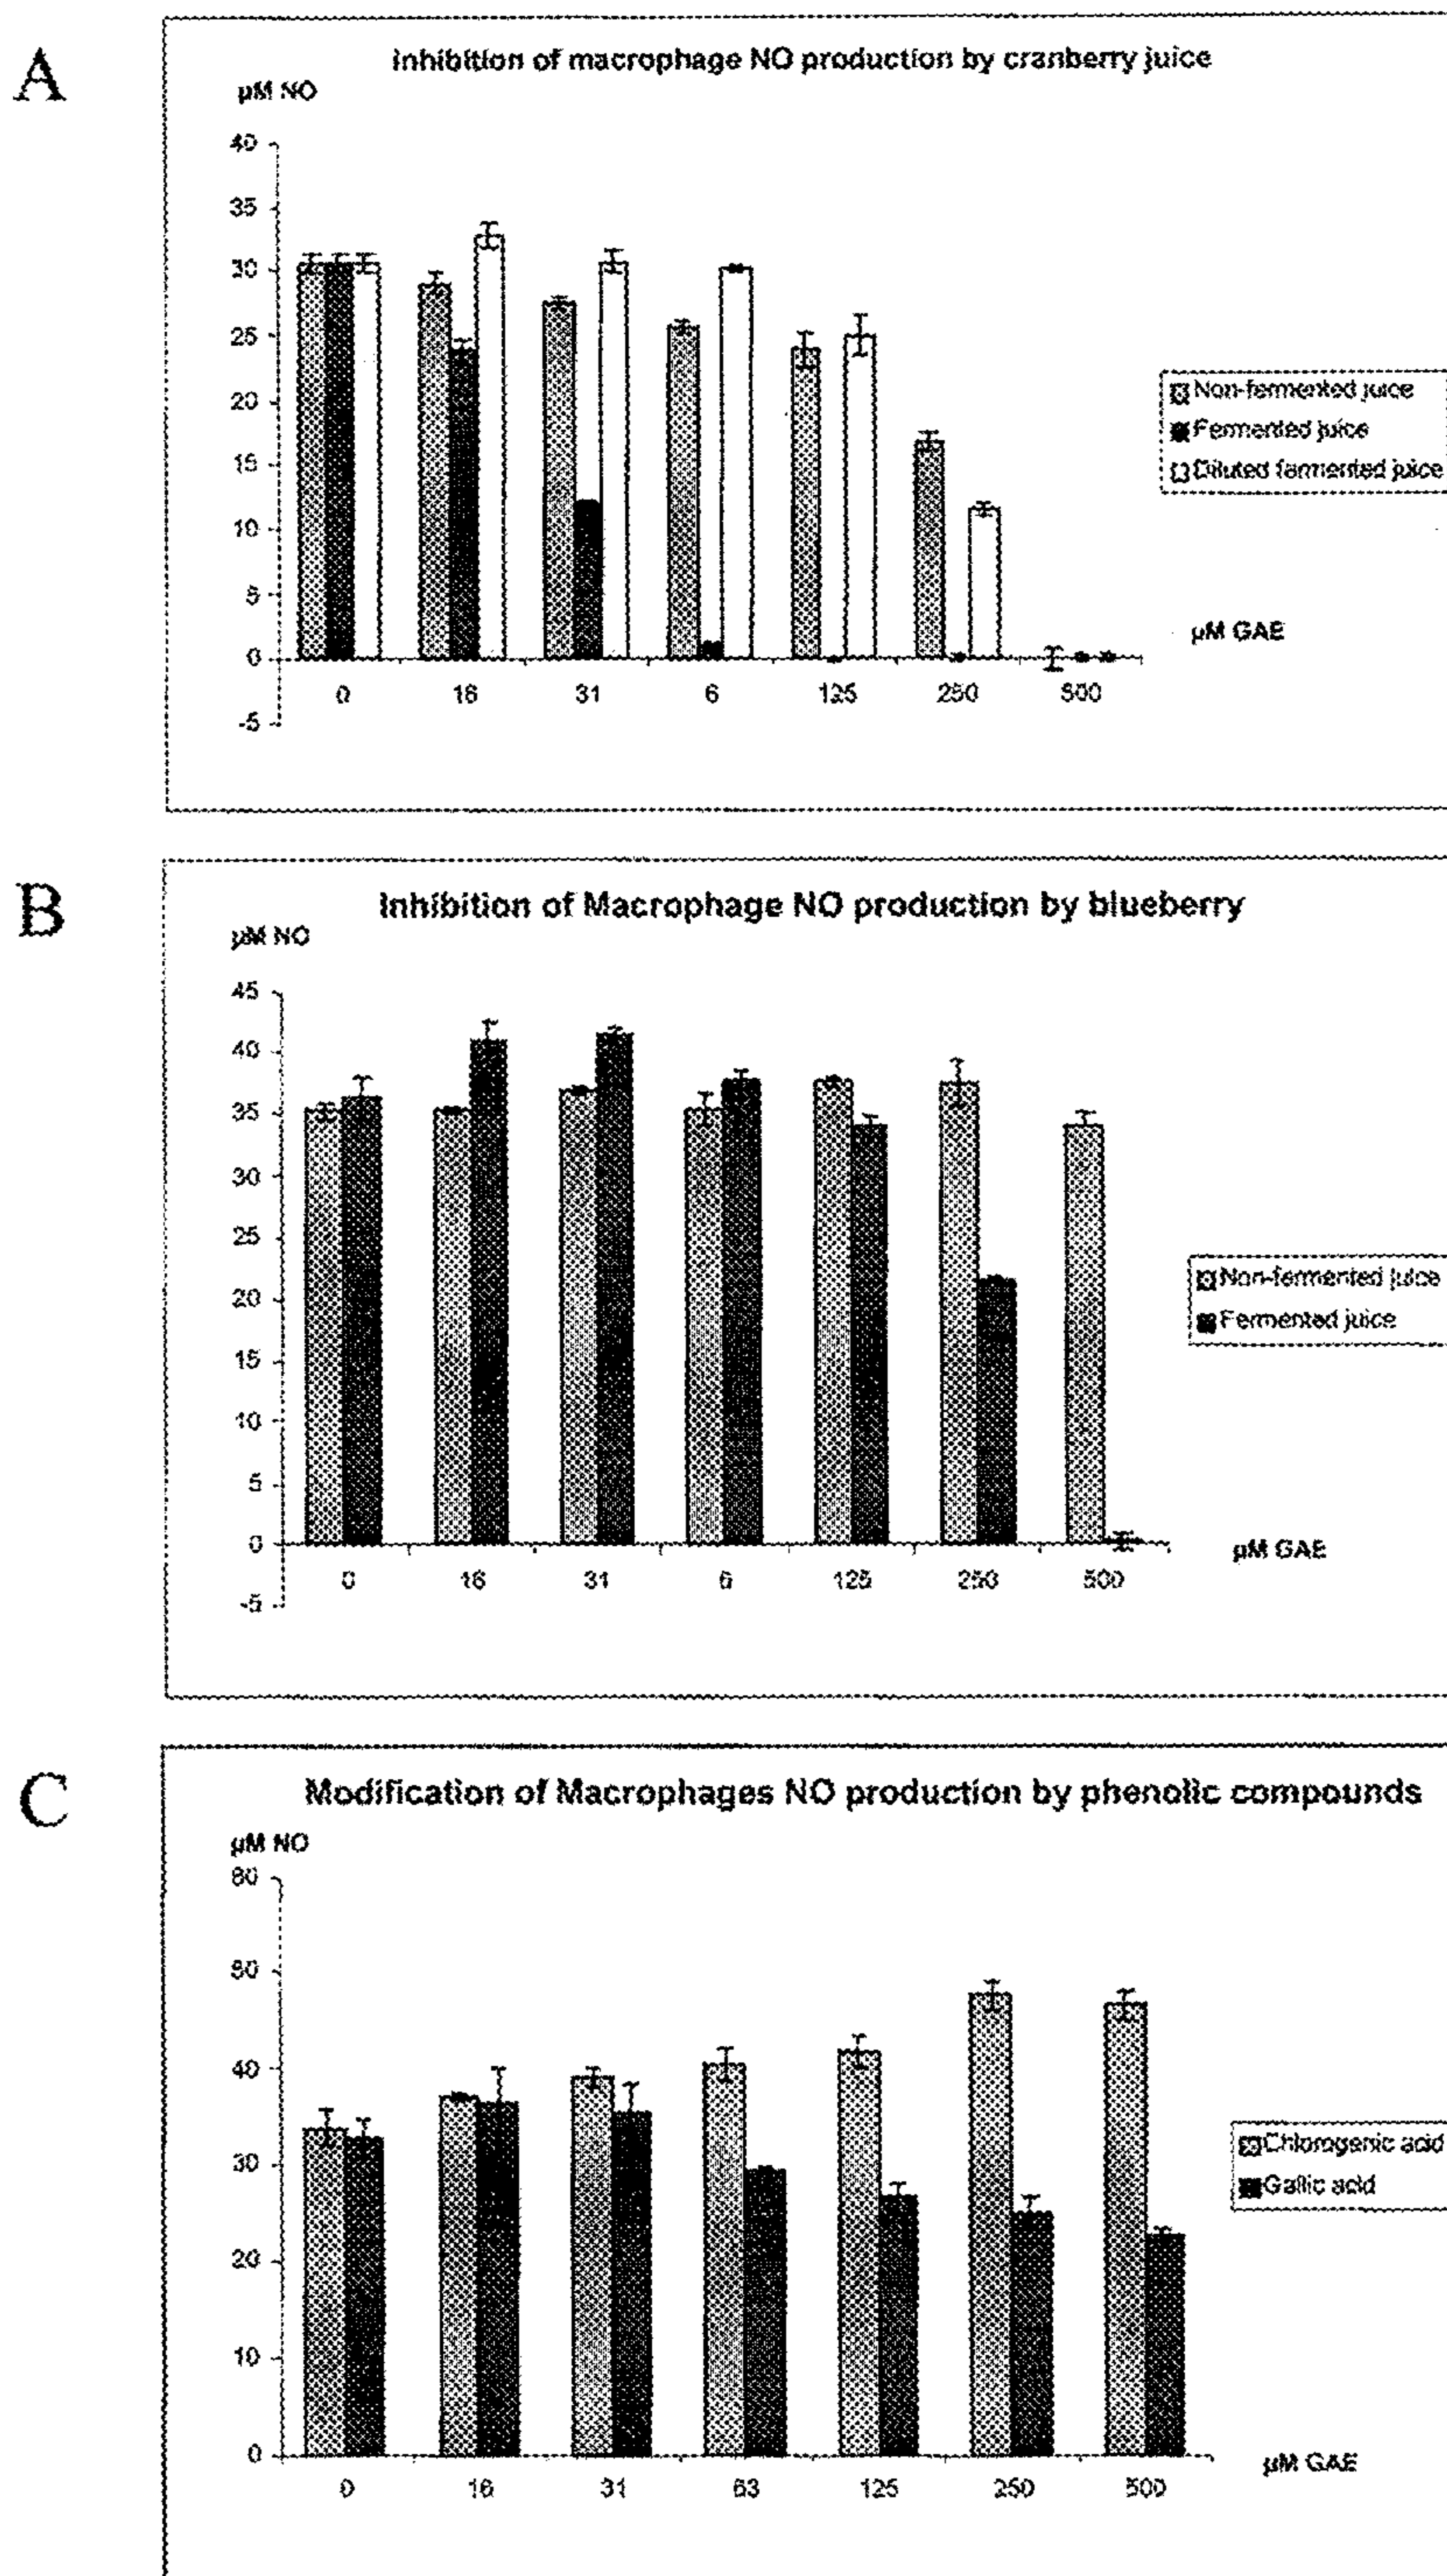 A
Inhibition of macrophage NO production by cranberry juice
µM NO
40
35
30
25
20
15
10
5
0
-5
0 16 31 6 125 250 500
µM GAE
Non-fermented juice
Fermented juice
Diluted fermented juice
B
Inhibition of Macrophage NO production by blueberry
µM NO
45
40
35
30
25
20
15
10
5
0
-5
0 16 31 6 125 250 500
µM GAE
Non-fermented juice
Fermented juice
C
Modification of Macrophages NO production by phenolic compounds
µM NO
40
30
20
10
0
0 16 31 63 125 250 500
µM GAE
Chlorogenic acid
Gallic acid